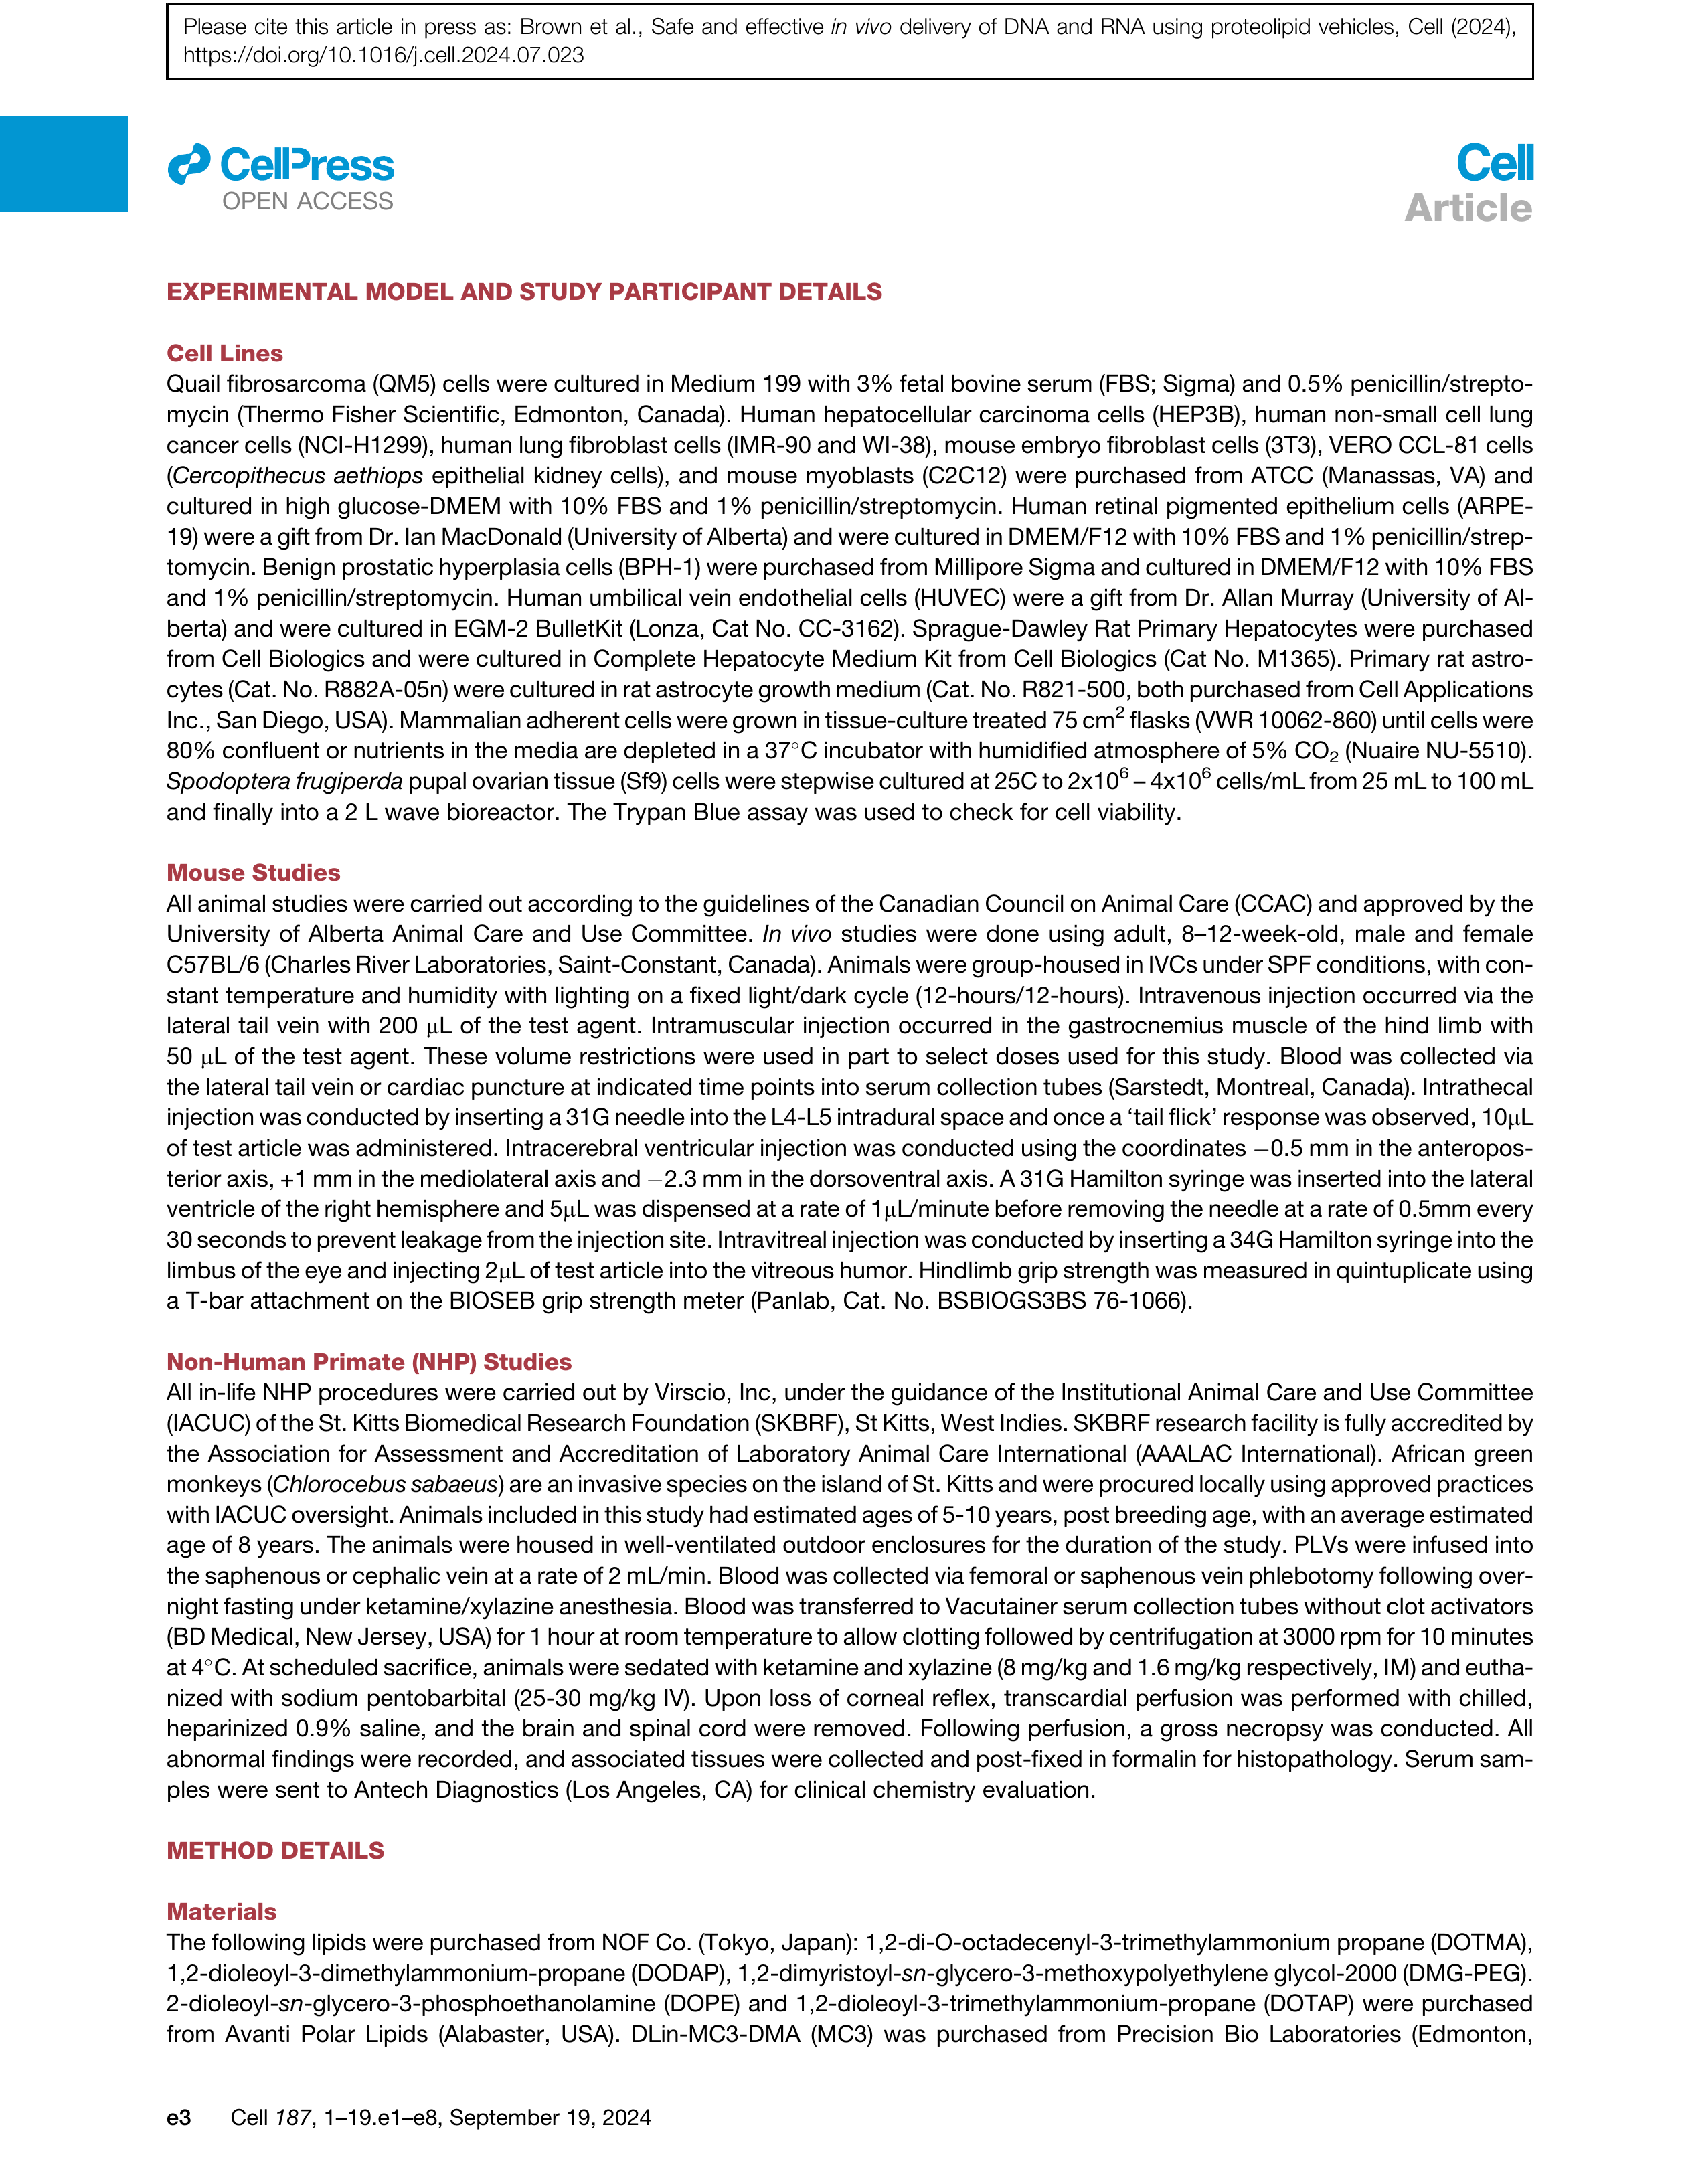 Please cite this article in press as: Brown et al., Safe and effective in vivo delivery of DNA and RNA using proteolipid vehicles, Cell (2024),
https://doi.org/10.1016/j.cell.2024.07.023
CellPress
OPEN ACCESS
Cell
Article
EXPERIMENTAL MODEL AND STUDY PARTICIPANT DETAILS
Cell Lines
Quail fibrosarcoma (QM5) cells were cultured in Medium 199 with 3% fetal bovine serum (FBS; Sigma) and 0.5% penicillin/strepto-
mycin (Thermo Fisher Scientific, Edmonton, Canada). Human hepatocellular carcinoma cells (HEP3B), human non-small cell lung
cancer cells (NCI-H1299), human lung fibroblast cells (IMR-90 and WI-38), mouse embryo fibroblast cells (3T3), VERO CCL-81 cells
(Cercopithecus aethiops epithelial kidney cells), and mouse myoblasts (C2C12) were purchased from ATCC (Manassas, VA) and
cultured in high glucose-DMEM with 10% FBS and 1% penicillin/streptomycin. Human retinal pigmented epithelium cells (ARPE-
19) were a gift from Dr. Ian MacDonald (University of Alberta) and were cultured in DMEM/F12 with 10% FBS and 1% penicillin/strep-
tomycin. Benign prostatic hyperplasia cells (BPH-1) were purchased from Millipore Sigma and cultured in DMEM/F12 with 10% FBS
and 1% penicillin/streptomycin. Human umbilical vein endothelial cells (HUVEC) were a gift from Dr. Allan Murray (University of Al-
berta) and were cultured in EGM-2 BulletKit (Lonza, Cat No. CC-3162). Sprague-Dawley Rat Primary Hepatocytes were purchased
from Cell Biologics and were cultured in Complete Hepatocyte Medium Kit from Cell Biologics (Cat No. M1365). Primary rat astro-
cytes (Cat. No. R882A-05n) were cultured in rat astrocyte growth medium (Cat. No. R821-500, both purchased from Cell Applications
Inc., San Diego, USA). Mammalian adherent cells were grown in tissue-culture treated 75 cm² flasks (VWR 10062-860) until cells were
80% confluent or nutrients in the media are depleted in a 37°C incubator with humidified atmosphere of 5% CO₂ (Nuaire NU-5510).
Spodoptera frugiperda pupal ovarian tissue (Sf9) cells were stepwise cultured at 25C to 2x10⁶ – 4x10⁶ cells/mL from 25 mL to 100 mL
and finally into a 2 L wave bioreactor. The Trypan Blue assay was used to check for cell viability.
Mouse Studies
All animal studies were carried out according to the guidelines of the Canadian Council on Animal Care (CCAC) and approved by the
University of Alberta Animal Care and Use Committee. In vivo studies were done using adult, 8–12-week-old, male and female
C57BL/6 (Charles River Laboratories, Saint-Constant, Canada). Animals were group-housed in IVCs under SPF conditions, with con-
stant temperature and humidity with lighting on a fixed light/dark cycle (12-hours/12-hours). Intravenous injection occurred via the
lateral tail vein with 200 μL of the test agent. Intramuscular injection occurred in the gastrocnemius muscle of the hind limb with
50 μL of the test agent. These volume restrictions were used in part to select doses used for this study. Blood was collected via
the lateral tail vein or cardiac puncture at indicated time points into serum collection tubes (Sarstedt, Montreal, Canada). Intrathecal
injection was conducted by inserting a 31G needle into the L4-L5 intradural space and once a ‘tail flick’ response was observed, 10μL
of test article was administered. Intracerebral ventricular injection was conducted using the coordinates −0.5 mm in the anteropos-
terior axis, +1 mm in the mediolateral axis and −2.3 mm in the dorsoventral axis. A 31G Hamilton syringe was inserted into the lateral
ventricle of the right hemisphere and 5μL was dispensed at a rate of 1μL/minute before removing the needle at a rate of 0.5mm every
30 seconds to prevent leakage from the injection site. Intravitreal injection was conducted by inserting a 34G Hamilton syringe into the
limbus of the eye and injecting 2μL of test article into the vitreous humor. Hindlimb grip strength was measured in quintuplicate using
a T-bar attachment on the BIOSEB grip strength meter (Panlab, Cat. No. BSBIOGS3BS 76-1066).
Non-Human Primate (NHP) Studies
All in-life NHP procedures were carried out by Virscio, Inc, under the guidance of the Institutional Animal Care and Use Committee
(IACUC) of the St. Kitts Biomedical Research Foundation (SKBRF), St Kitts, West Indies. SKBRF research facility is fully accredited by
the Association for Assessment and Accreditation of Laboratory Animal Care International (AAALAC International). African green
monkeys (Chlorocebus sabaeus) are an invasive species on the island of St. Kitts and were procured locally using approved practices
with IACUC oversight. Animals included in this study had estimated ages of 5-10 years, post breeding age, with an average estimated
age of 8 years. The animals were housed in well-ventilated outdoor enclosures for the duration of the study. PLVs were infused into
the saphenous or cephalic vein at a rate of 2 mL/min. Blood was collected via femoral or saphenous vein phlebotomy following over-
night fasting under ketamine/xylazine anesthesia. Blood was transferred to Vacutainer serum collection tubes without clot activators
(BD Medical, New Jersey, USA) for 1 hour at room temperature to allow clotting followed by centrifugation at 3000 rpm for 10 minutes
at 4°C. At scheduled sacrifice, animals were sedated with ketamine and xylazine (8 mg/kg and 1.6 mg/kg respectively, IM) and eutha-
nized with sodium pentobarbital (25-30 mg/kg IV). Upon loss of corneal reflex, transcardial perfusion was performed with chilled,
heparinized 0.9% saline, and the brain and spinal cord were removed. Following perfusion, a gross necropsy was conducted. All
abnormal findings were recorded, and associated tissues were collected and post-fixed in formalin for histopathology. Serum sam-
ples were sent to Antech Diagnostics (Los Angeles, CA) for clinical chemistry evaluation.
METHOD DETAILS
Materials
The following lipids were purchased from NOF Co. (Tokyo, Japan): 1,2-di-O-octadecenyl-3-trimethylammonium propane (DOTMA),
1,2-dioleoyl-3-dimethylammonium-propane (DODAP), 1,2-dimyristoyl-sn-glycero-3-methoxypolyethylene glycol-2000 (DMG-PEG).
2-dioleoyl-sn-glycero-3-phosphoethanolamine (DOPE) and 1,2-dioleoyl-3-trimethylammonium-propane (DOTAP) were purchased
from Avanti Polar Lipids (Alabaster, USA). DLin-MC3-DMA (MC3) was purchased from Precision Bio Laboratories (Edmonton,
e3 Cell 187, 1–19.e1–e8, September 19, 2024